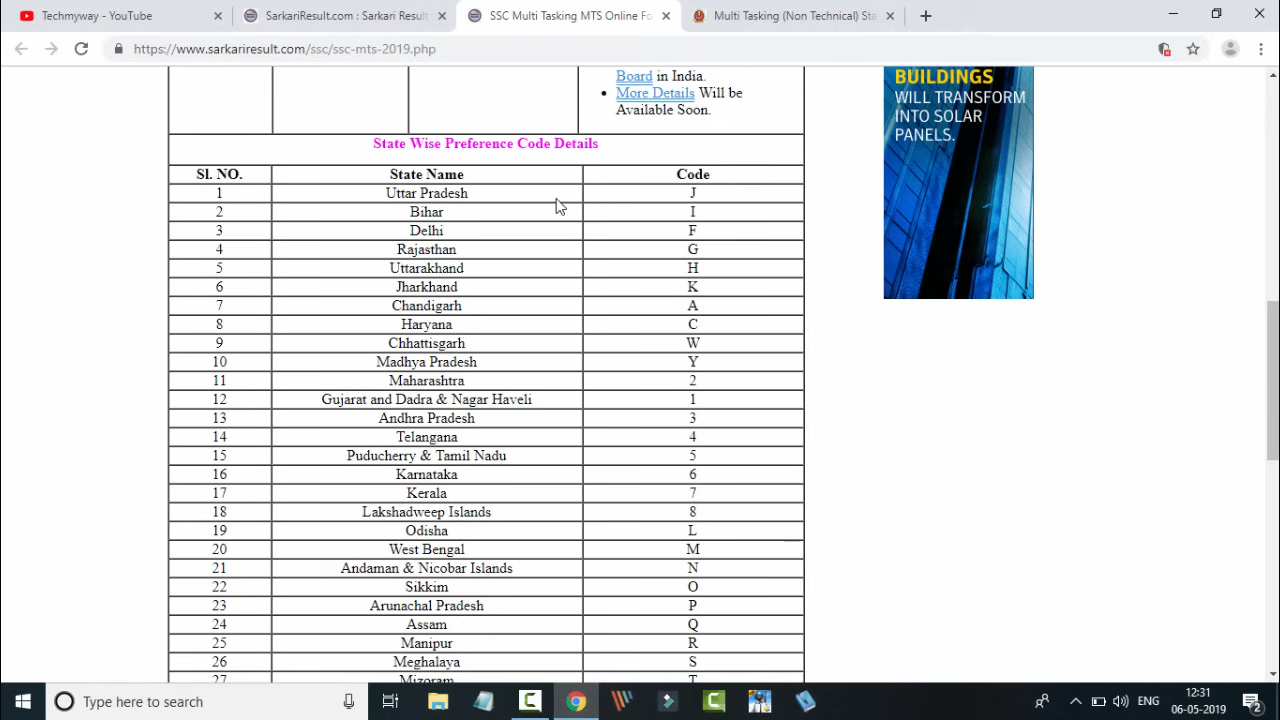 Techmyway - YouTube
SarkariResult.com : Sarkari Result
SSC Multi Tasking MTS Online Fo
Multi Tasking (Non Technical) Sta
https://www.sarkariresult.com/ssc/ssc-mts-2019.php
Board in India.
More Details Will be
Available Soon.
BUILDINGS
WILL TRANSFORM
INTO SOLAR
PANELS.
State Wise Preference Code Details
Sl. NO. State Name Code
1 Uttar Pradesh J
2 Bihar I
3 Delhi F
4 Rajasthan G
5 Uttarakhand H
6 Jharkhand K
7 Chandigarh A
8 Haryana C
9 Chhattisgarh W
10 Madhya Pradesh Y
11 Maharashtra 2
12 Gujarat and Dadra & Nagar Haveli 1
13 Andhra Pradesh 3
14 Telangana 4
15 Puducherry & Tamil Nadu 5
16 Karnataka 6
17 Kerala 7
18 Lakshadweep Islands 8
19 Odisha L
20 West Bengal M
21 Andaman & Nicobar Islands N
22 Sikkim O
23 Arunachal Pradesh P
24 Assam Q
25 Manipur R
26 Meghalaya S
27 Mizoram T
Type here to search
ENG
12:31
06-05-2019
2